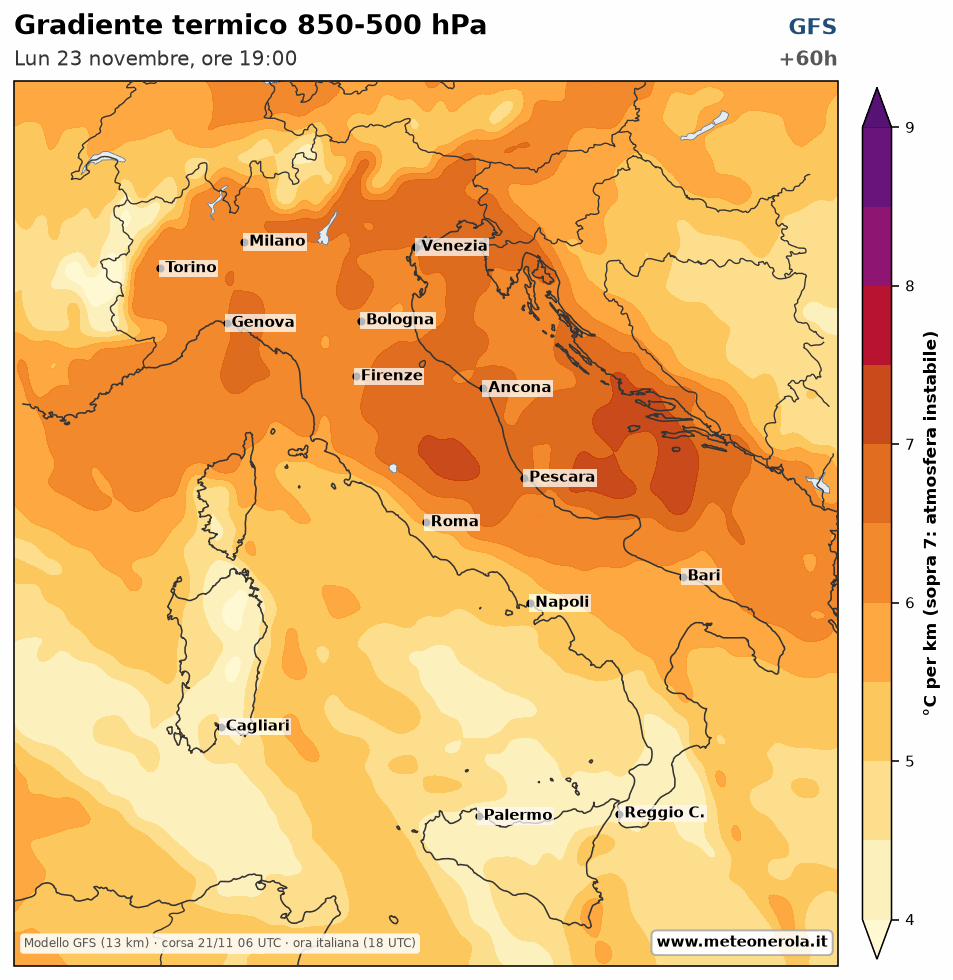 Gradiente termico 850-500 hPa
GFS
Lun 23 novembre, ore 19:00
+60h
9
8
7
6
5
4
°C per km (sopra 7: atmosfera instabile)
Milano
Venezia
Torino
Genova
Bologna
Firenze
Ancona
Pescara
Roma
Bari
Napoli
Cagliari
Palermo
Reggio C.
Modello GFS (13 km) · corsa 21/11 06 UTC · ora italiana (18 UTC)
www.meteonerola.it